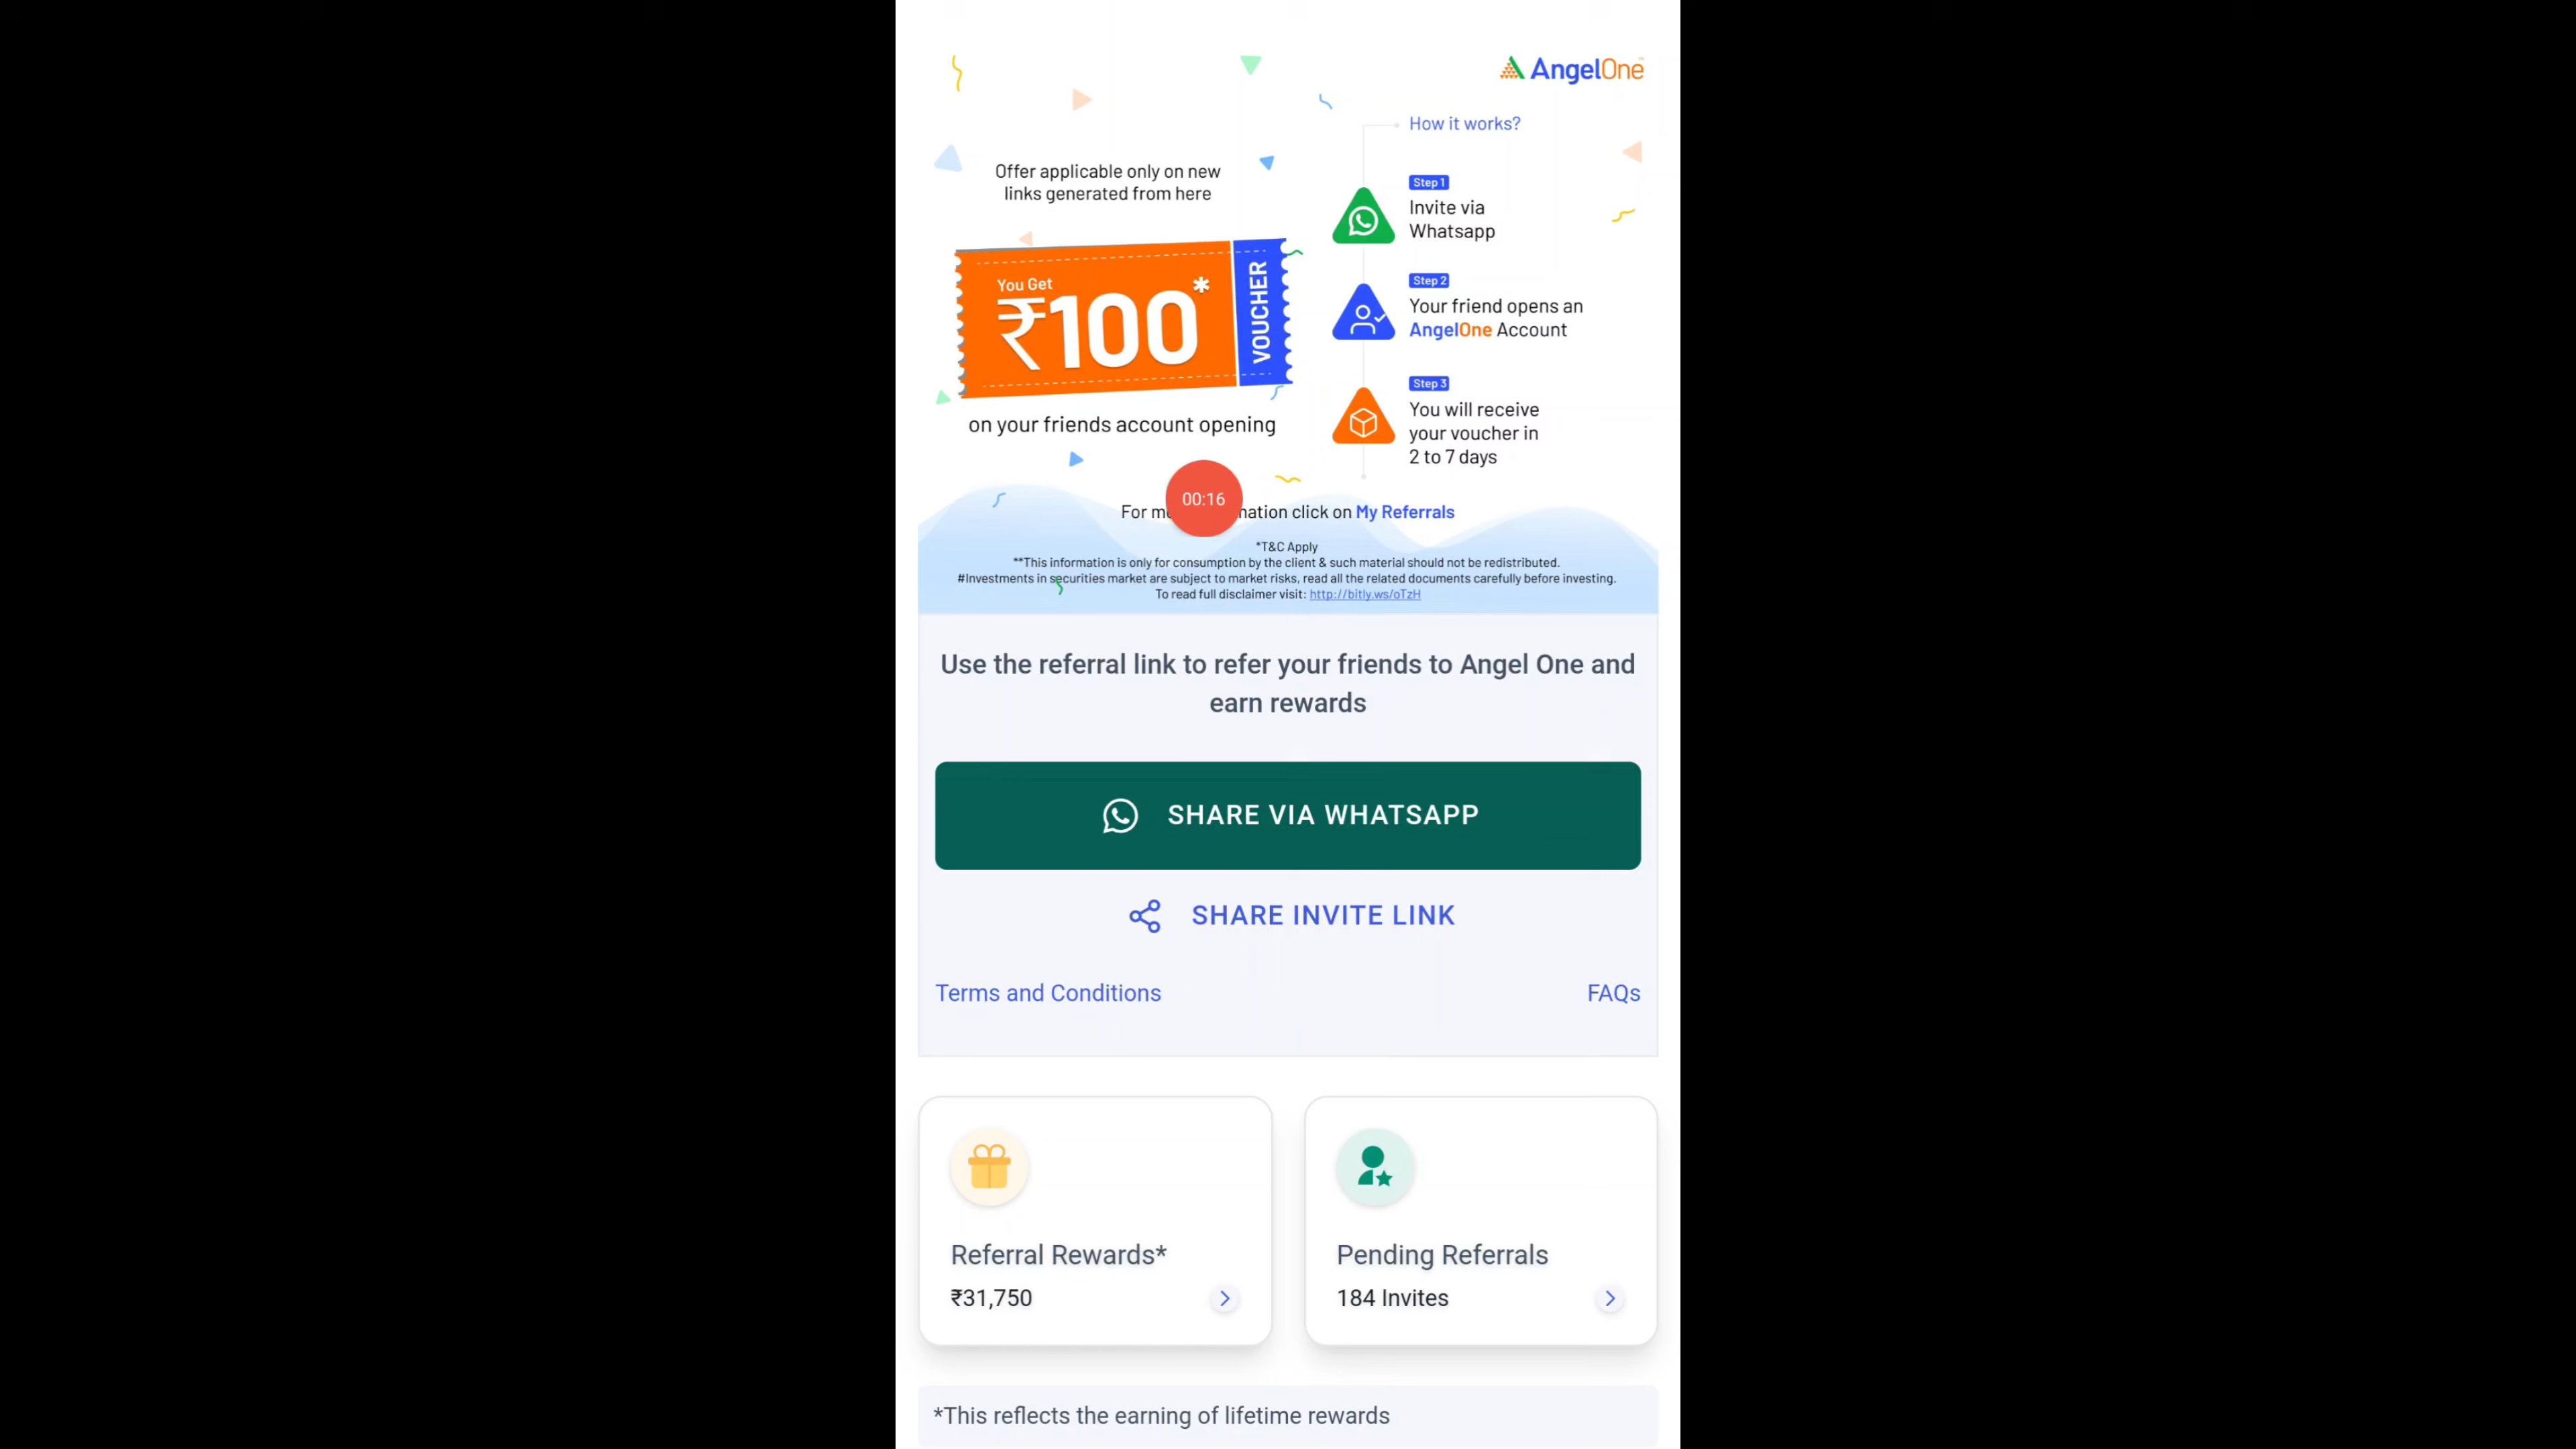 AngelOne
Offer applicable only on new
links generated from here
You Get
₹100*
VOUCHER
on your friends account opening
How it works?
Step 1
Invite via
Whatsapp
Step 2
Your friend opens an
AngelOne Account
Step 3
You will receive
your voucher in
2 to 7 days
00:16
For click on My Referrals
*T&C Apply
**This information is only for consumption by the client & such material should not be redistributed.
#Investments in securities market are subject to market risks, read all the related documents carefully before investing.
To read full disclaimer visit: http://bitly.ws/oTzH
Use the referral link to refer your friends to Angel One and
earn rewards
SHARE VIA WHATSAPP
SHARE INVITE LINK
Terms and Conditions
FAQs
Referral Rewards*
₹31,750
Pending Referrals
184 Invites
*This reflects the earning of lifetime rewards